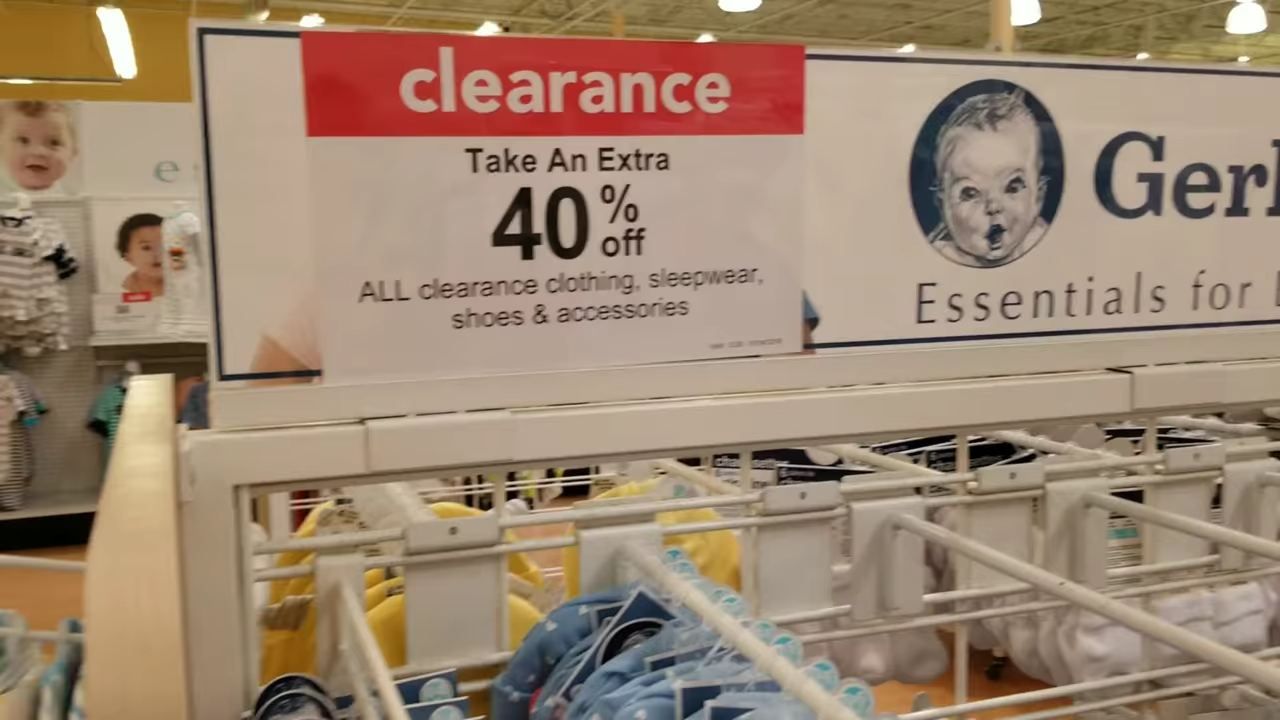 clearance
Take An Extra
40%
off
ALL clearance clothing, sleepwear,
shoes & accessories
Ger
Essentials for